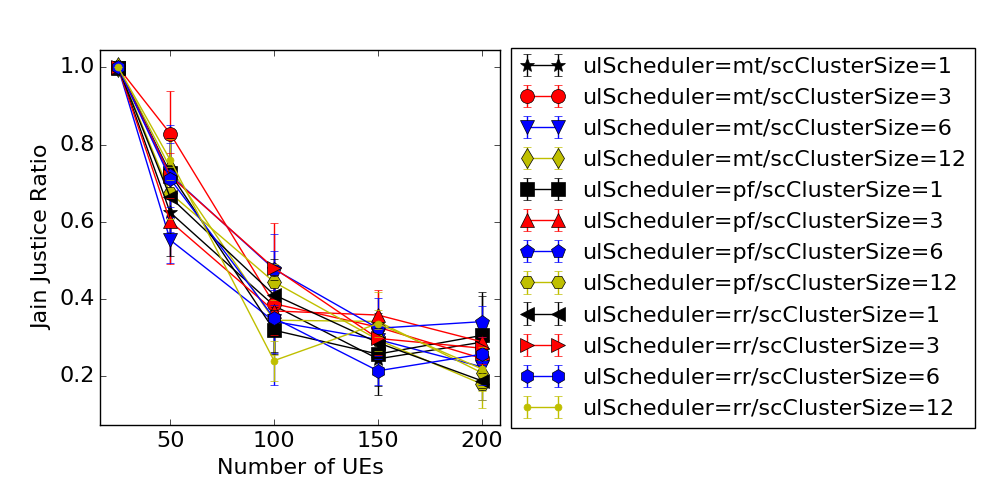 1.0
0.8
0.6
0.4
0.2
Jain Justice Ratio
50 100 150 200
Number of UEs
ulScheduler=mt/scClusterSize=1
ulScheduler=mt/scClusterSize=3
ulScheduler=mt/scClusterSize=6
ulScheduler=mt/scClusterSize=12
ulScheduler=pf/scClusterSize=1
ulScheduler=pf/scClusterSize=3
ulScheduler=pf/scClusterSize=6
ulScheduler=pf/scClusterSize=12
ulScheduler=rr/scClusterSize=1
ulScheduler=rr/scClusterSize=3
ulScheduler=rr/scClusterSize=6
ulScheduler=rr/scClusterSize=12